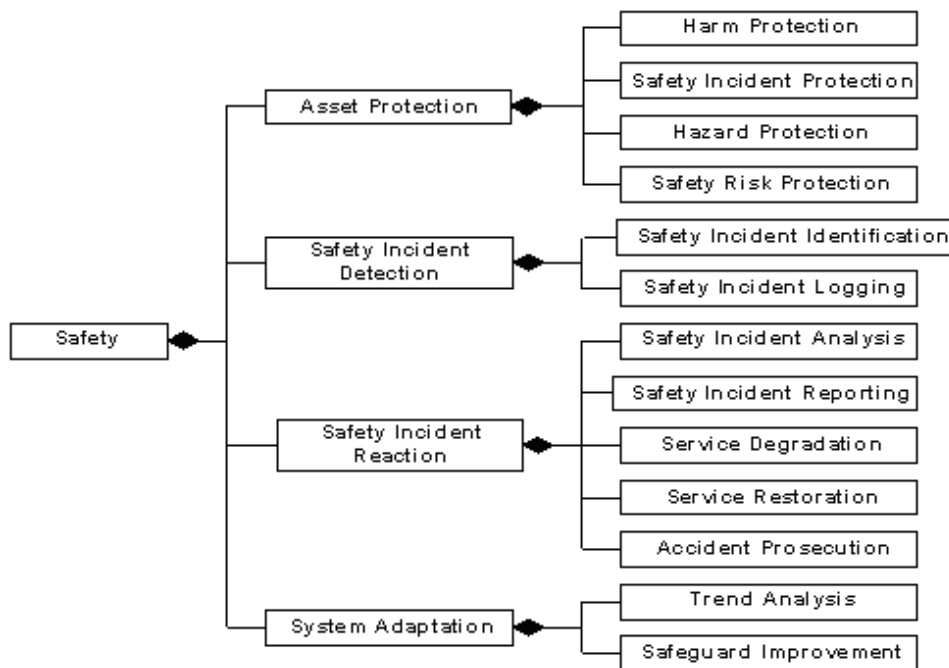 Harm Protection
Safety Incident Protection
Asset Protection
Hazard Protection
Safety Risk Protection
Safety Incident
Detection
Safety Incident Identification
Safety Incident Logging
Safety
Safety Incident Analysis
Safety Incident Reporting
Safety Incident
Reaction
Service Degradation
Service Restoration
Accident Prosecution
System Adaptation
Trend Analysis
Safeguard Improvement